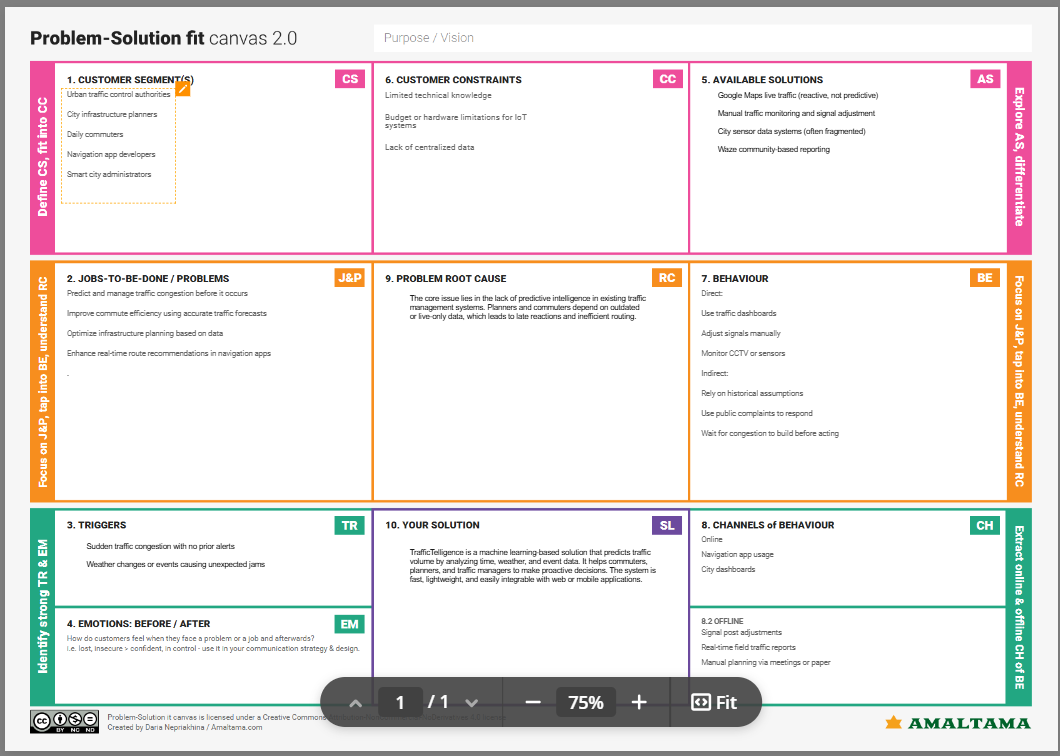 Problem-Solution fit canvas 2.0
Purpose / Vision
Define CS, fit into CC
1. CUSTOMER SEGMENT(S)
CS
Urban traffic control authorities
City infrastructure planners
Daily commuters
Navigation app developers
Smart city administrators
6. CUSTOMER CONSTRAINTS
CC
Limited technical knowledge
Budget or hardware limitations for IoT
systems
Lack of centralized data
5. AVAILABLE SOLUTIONS
AS
Google Maps live traffic (reactive, not predictive)
Manual traffic monitoring and signal adjustment
City sensor data systems (often fragmented)
Waze community-based reporting
Explore AS, differentiate
Focus on J&P, tap into BE, understand RC
2. JOBS-TO-BE-DONE / PROBLEMS
J&P
Predict and manage traffic congestion before it occurs
Improve commute efficiency using accurate traffic forecasts
Optimize infrastructure planning based on data
Enhance real-time route recommendations in navigation apps
.
9. PROBLEM ROOT CAUSE
RC
The core issue lies in the lack of predictive intelligence in existing traffic
management systems. Planners and commuters depend on outdated
or live-only data, which leads to late reactions and inefficient routing.
7. BEHAVIOUR
BE
Direct:
Use traffic dashboards
Adjust signals manually
Monitor CCTV or sensors
Indirect:
Rely on historical assumptions
Use public complaints to respond
Wait for congestion to build before acting
Focus on J&P, tap into BE, understand RC
Identify strong TR & EM
3. TRIGGERS
TR
Sudden traffic congestion with no prior alerts
Weather changes or events causing unexpected jams
4. EMOTIONS: BEFORE / AFTER
EM
How do customers feel when they face a problem or a job and afterwards?
i.e. lost, insecure > confident, in control - use it in your communication strategy & design.
10. YOUR SOLUTION
SL
TrafficTelligence is a machine learning-based solution that predicts traffic
volume by analyzing time, weather, and event data. It helps commuters,
planners, and traffic managers to make proactive decisions. The system is
fast, lightweight, and easily integrable with web or mobile applications.
8. CHANNELS of BEHAVIOUR
CH
Online
Navigation app usage
City dashboards
8.2 OFFLINE
Signal post adjustments
Real-time field traffic reports
Manual planning via meetings or paper
Extract online & offline CH of BE
1 / 1
75%
Fit
CC BY NC ND
Problem-Solution fit canvas is licensed under a Creative Commons
Created by Daria Nepriakhina / Amaltama.com
AMALTAMA